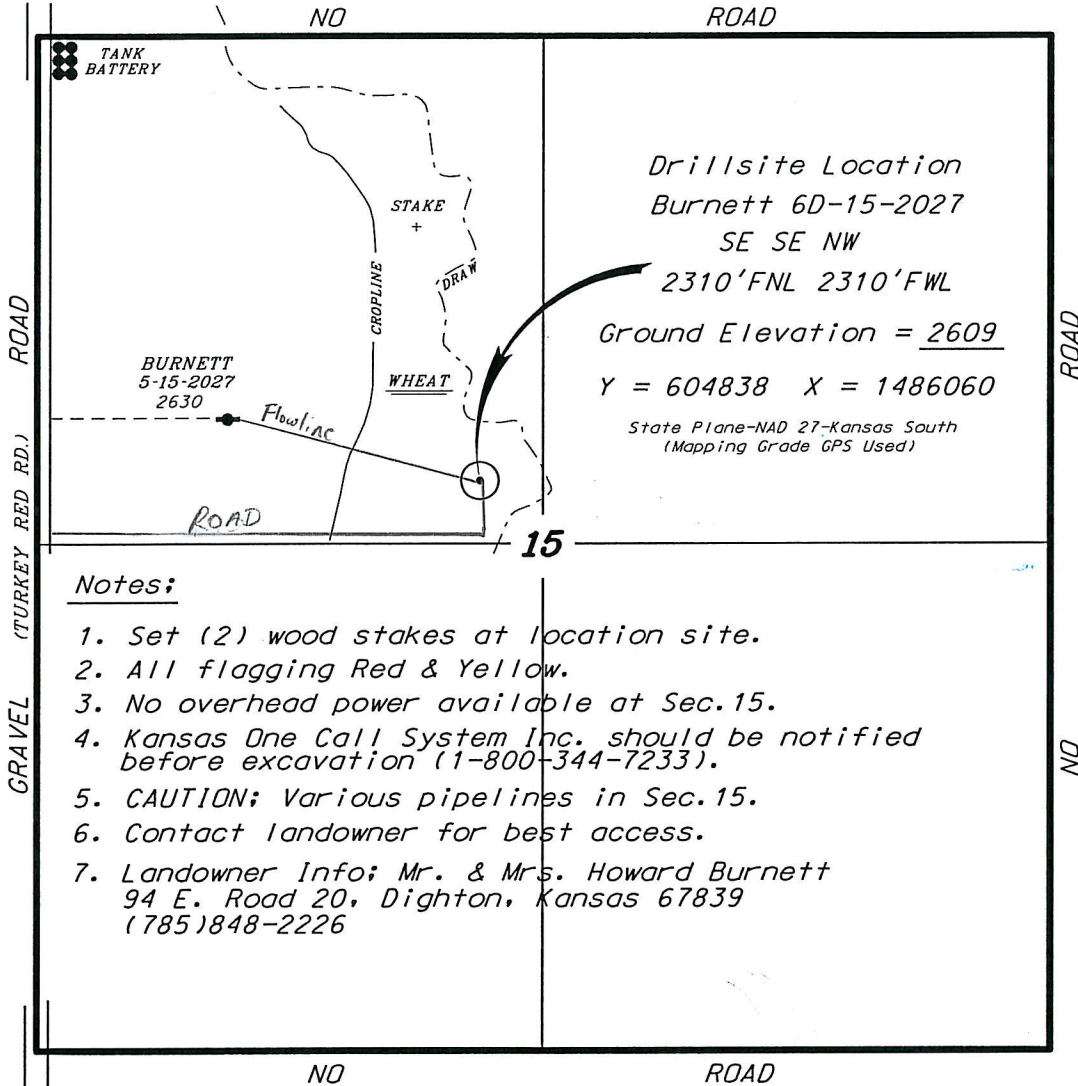 NO ROAD
TANK
BATTERY
STAKE
+
CROPLINE
DRAW
WHEAT
BURNETT
5-15-2027
2630
Flowline
ROAD
Drillsite Location
Burnett 6D-15-2027
SE SE NW
2310'FNL 2310'FWL
Ground Elevation = 2609
Y = 604838 X = 1486060
State Plane-NAD 27-Kansas South
(Mapping Grade GPS Used)
GRAVEL (TURKEY RED RD.) ROAD
NO ROAD
15
Notes:
1. Set (2) wood stakes at location site.
2. All flagging Red & Yellow.
3. No overhead power available at Sec.15.
4. Kansas One Call System Inc. should be notified
before excavation (1-800-344-7233).
5. CAUTION: Various pipelines in Sec.15.
6. Contact landowner for best access.
7. Landowner Info: Mr. & Mrs. Howard Burnett
94 E. Road 20, Dighton, Kansas 67839
(785)848-2226
NO ROAD